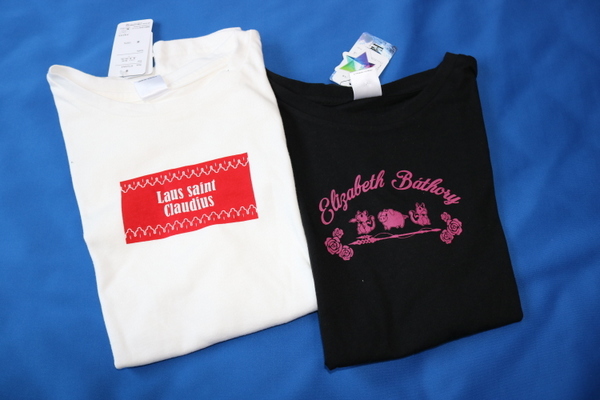 Laus saint
Claudius
Elizabeth Báthory